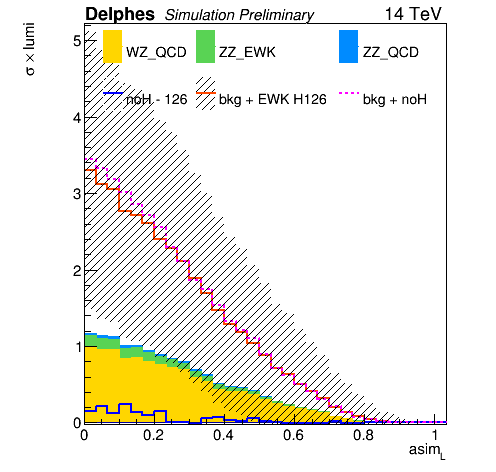 Delphes Simulation Preliminary 14 TeV
σ × lumi
WZ_QCD ZZ_EWK ZZ_QCD
noH - 126 bkg + EWK H126 bkg + noH
5
4
3
2
1
0
0 0.2 0.4 0.6 0.8 1
asim_L